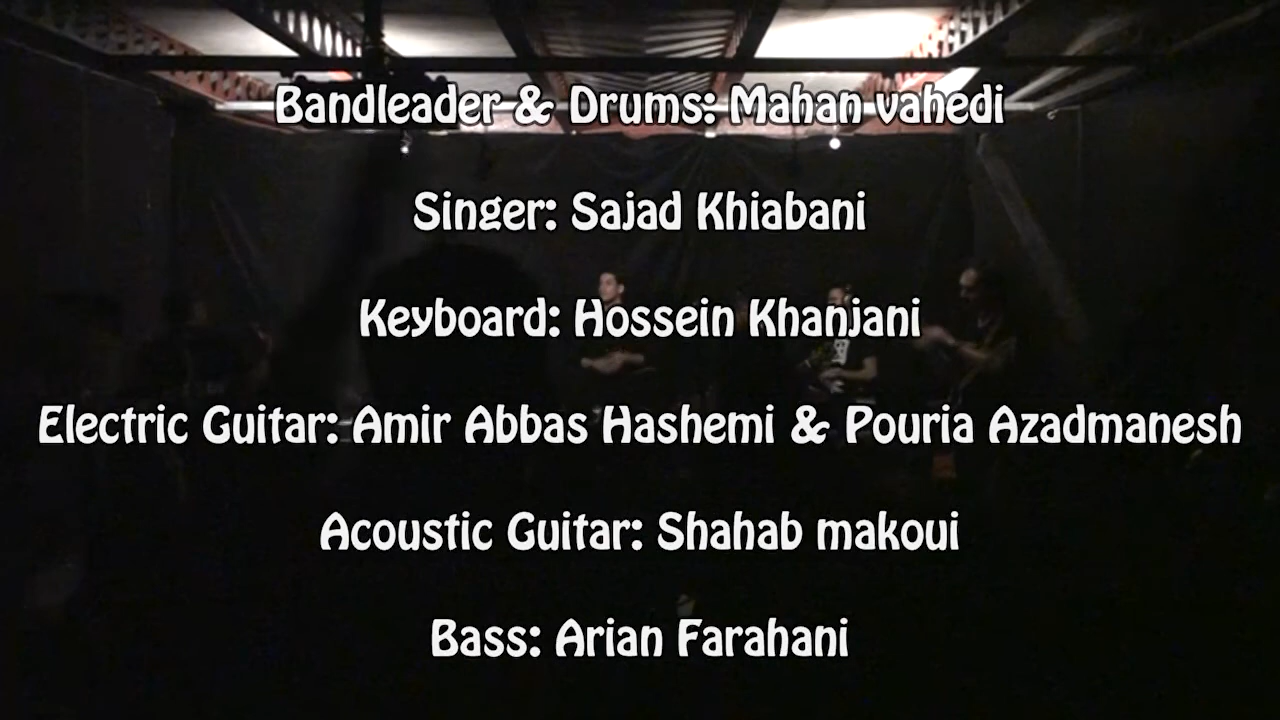 Bandleader & Drums: Mahan vahedi
Singer: Sajad Khiabani
Keyboard: Hossein Khanjani
Electric Guitar: Amir Abbas Hashemi & Pouria Azadmanesh
Acoustic Guitar: Shahab makoui
Bass: Arian Farahani